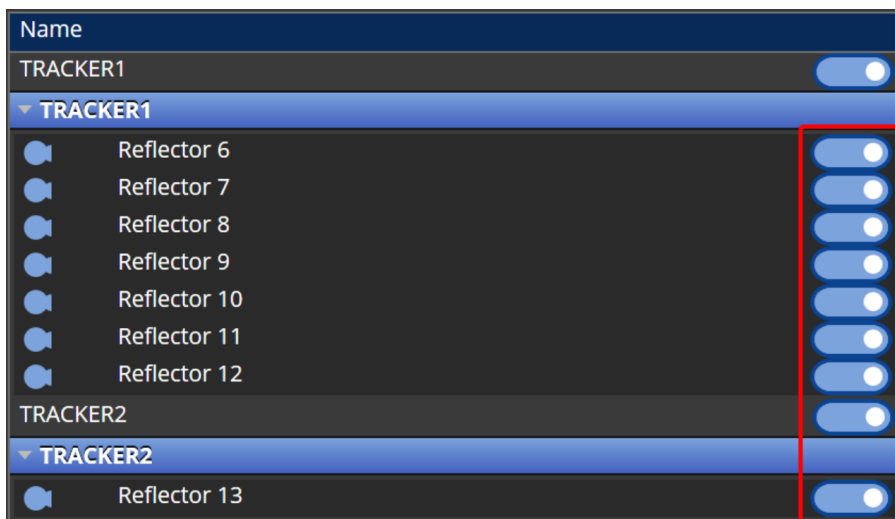 Name
TRACKER1
TRACKER1
Reflector 6
Reflector 7
Reflector 8
Reflector 9
Reflector 10
Reflector 11
Reflector 12
TRACKER2
TRACKER2
Reflector 13